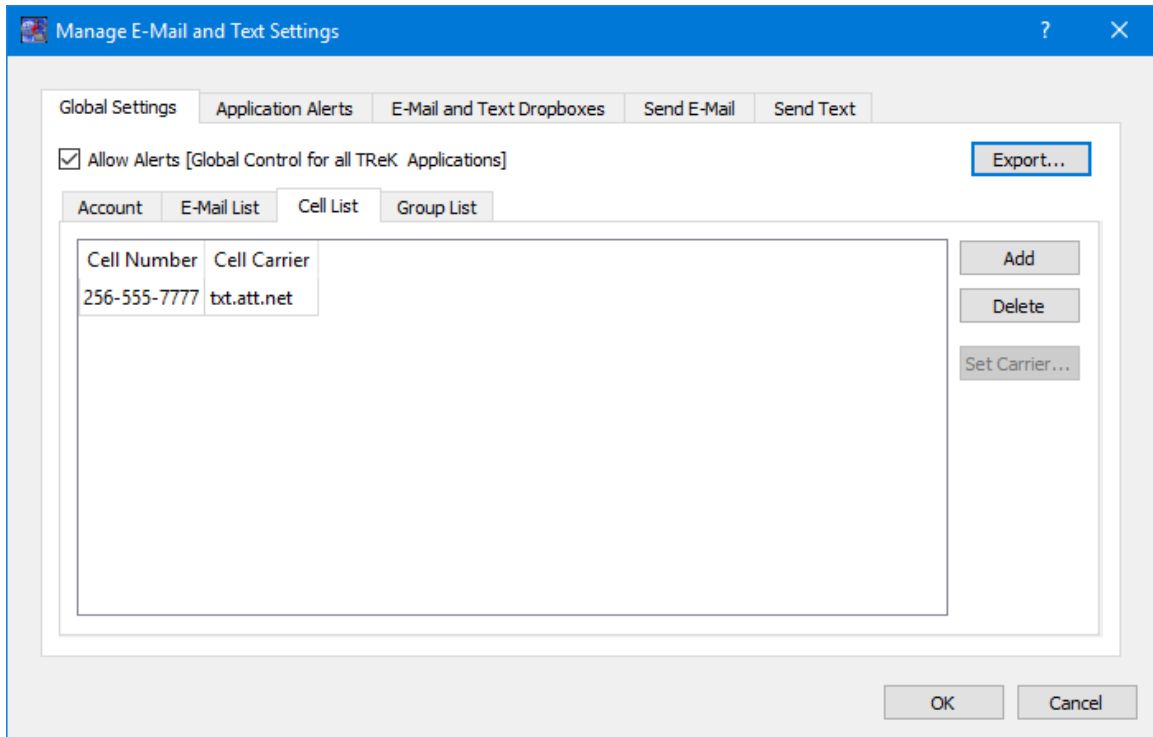 Manage E-Mail and Text Settings ?
Global Settings Application Alerts E-Mail and Text Dropboxes Send E-Mail Send Text
Allow Alerts [Global Control for all TReK Applications] Export...
Account E-Mail List Cell List Group List
Cell Number Cell Carrier Add
256-555-7777 txt.att.net Delete
Set Carrier...
OK Cancel